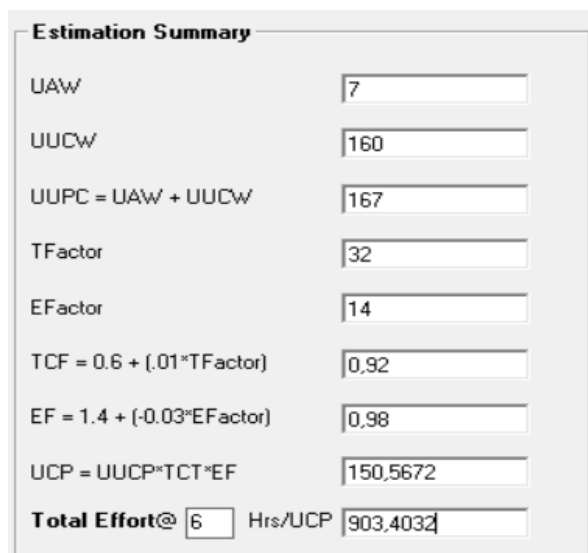 Estimation Summary
UAW 7
UUCW 160
UUPC = UAW + UUCW 167
TFactor 32
EFactor 14
TCF = 0.6 + (.01*TFactor) 0,92
EF = 1.4 + (-0.03*EFactor) 0,98
UCP = UUCP*TCT*EF 150,5672
Total Effort@ 6 Hrs/UCP 903,4032